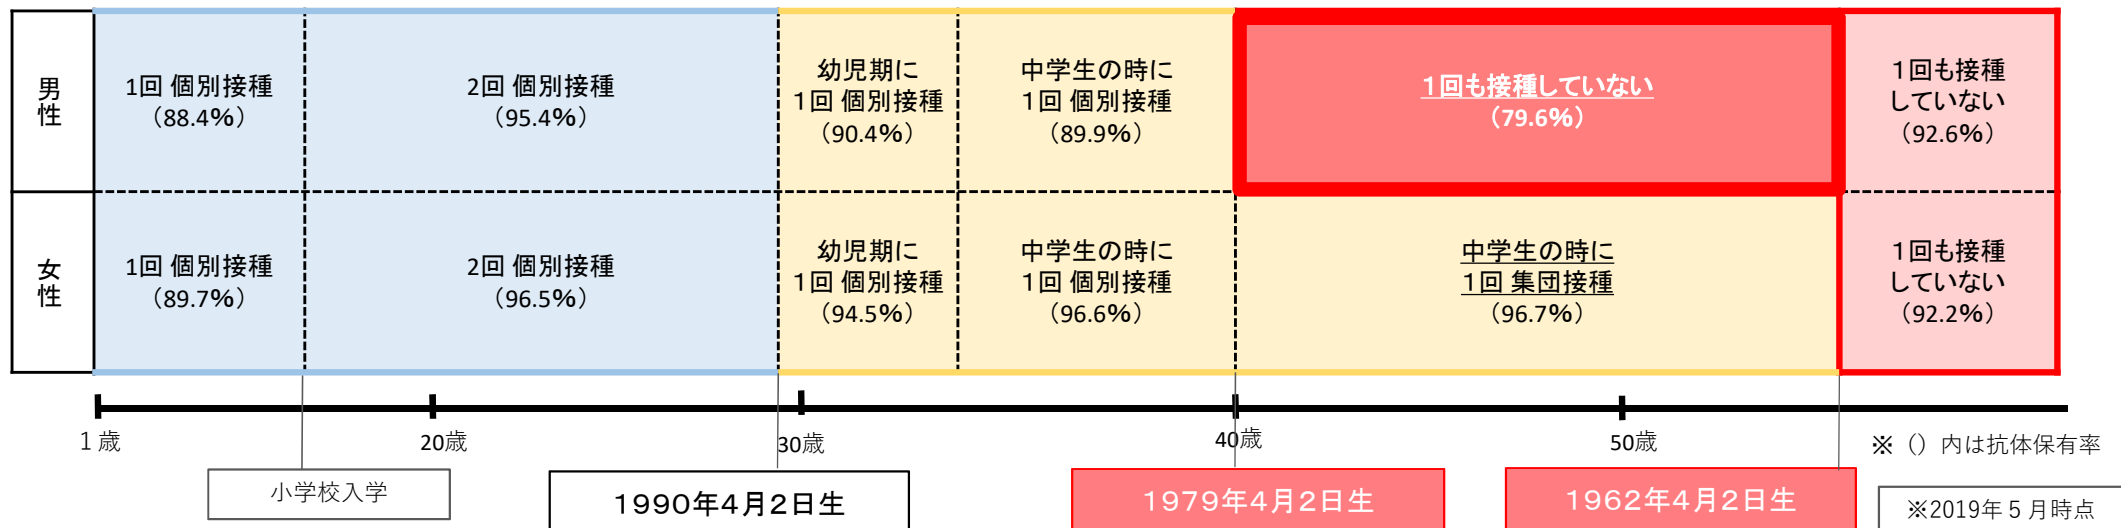 男性
1回 個別接種
（88.4%）
2回 個別接種
（95.4%）
幼児期に
1回 個別接種
（90.4%）
中学生の時に
1回 個別接種
（89.9%）
1回も接種していない
（79.6%）
1回も接種
していない
（92.6%）
女性
1回 個別接種
（89.7%）
2回 個別接種
（96.5%）
幼児期に
1回 個別接種
（94.5%）
中学生の時に
1回 個別接種
（96.6%）
中学生の時に
1回 集団接種
（96.7%）
1回も接種
していない
（92.2%）
1歳
20歳
30歳
40歳
50歳
※（）内は抗体保有率
小学校入学
1990年4月2日生
1979年4月2日生
1962年4月2日生
※2019年5月時点